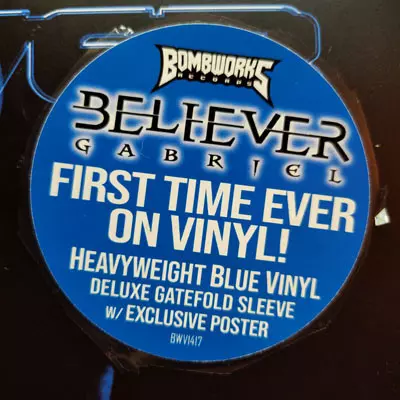 BOMBWORKS
RECORDS
BELIEVER
GABRIEL
FIRST TIME EVER
ON VINYL!
HEAVYWEIGHT BLUE VINYL
DELUXE GATEFOLD SLEEVE
W/ EXCLUSIVE POSTER
BWV1417